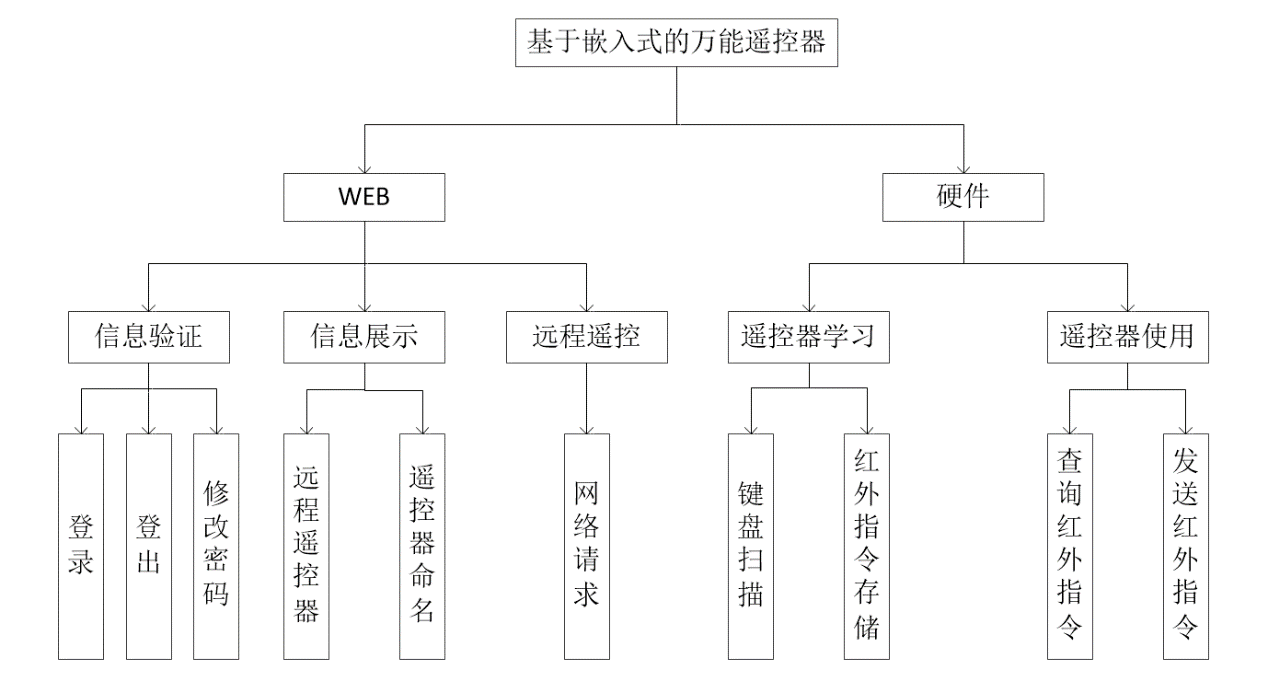 基于嵌入式的万能遥控器
WEB
硬件
信息验证
信息展示
远程遥控
遥控器学习
遥控器使用
登录
登出
修改密码
远程遥控器
遥控器命名
网络请求
键盘扫描
红外指令存储
查询红外指令
发送红外指令